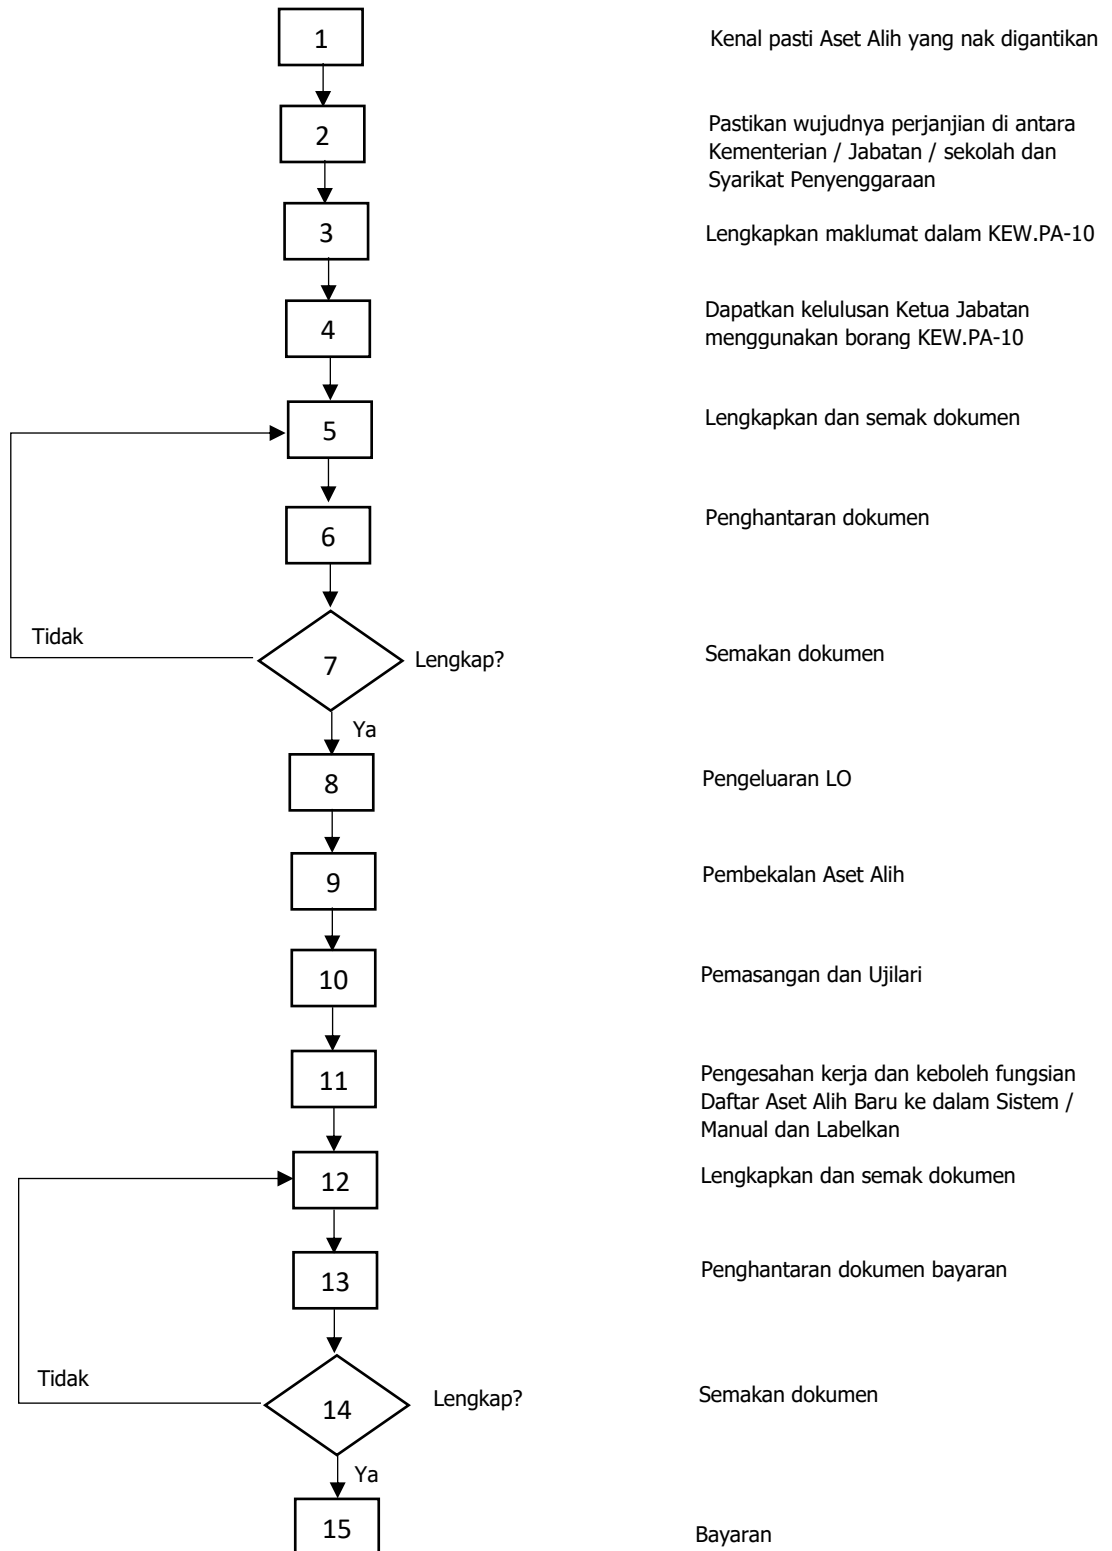 1
Kenal pasti Aset Alih yang nak digantikan
2
Pastikan wujudnya perjanjian di antara
Kementerian / Jabatan / sekolah dan
Syarikat Penyenggaraan
3
Lengkapkan maklumat dalam KEW.PA-10
4
Dapatkan kelulusan Ketua Jabatan
menggunakan borang KEW.PA-10
5
Lengkapkan dan semak dokumen
6
Penghantaran dokumen
Tidak
7
Lengkap?
Semakan dokumen
Ya
8
Pengeluaran LO
9
Pembekalan Aset Alih
10
Pemasangan dan Ujilari
11
Pengesahan kerja dan keboleh fungsian
Daftar Aset Alih Baru ke dalam Sistem /
Manual dan Labelkan
12
Lengkapkan dan semak dokumen
13
Penghantaran dokumen bayaran
Tidak
14
Lengkap?
Semakan dokumen
Ya
15
Bayaran